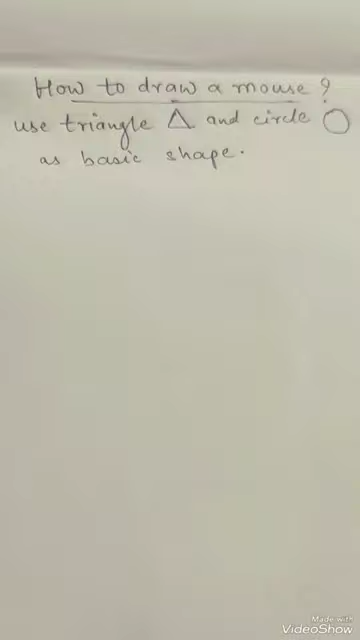 How to draw a mouse?
use triangle △ and circle ○
as basic shape.
Made with
VideoShow